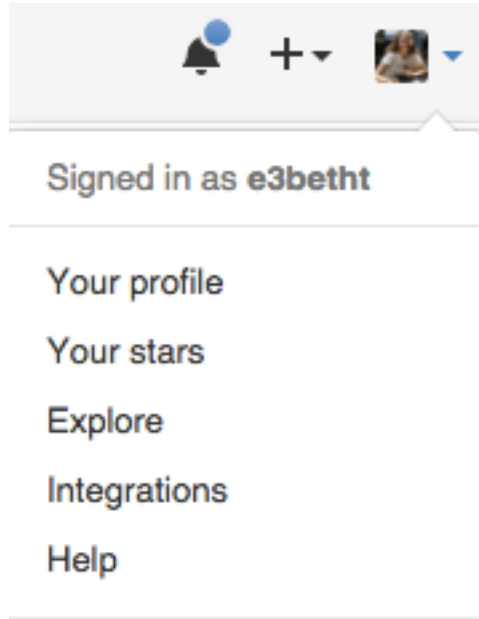 Signed in as e3betht
Your profile
Your stars
Explore
Integrations
Help